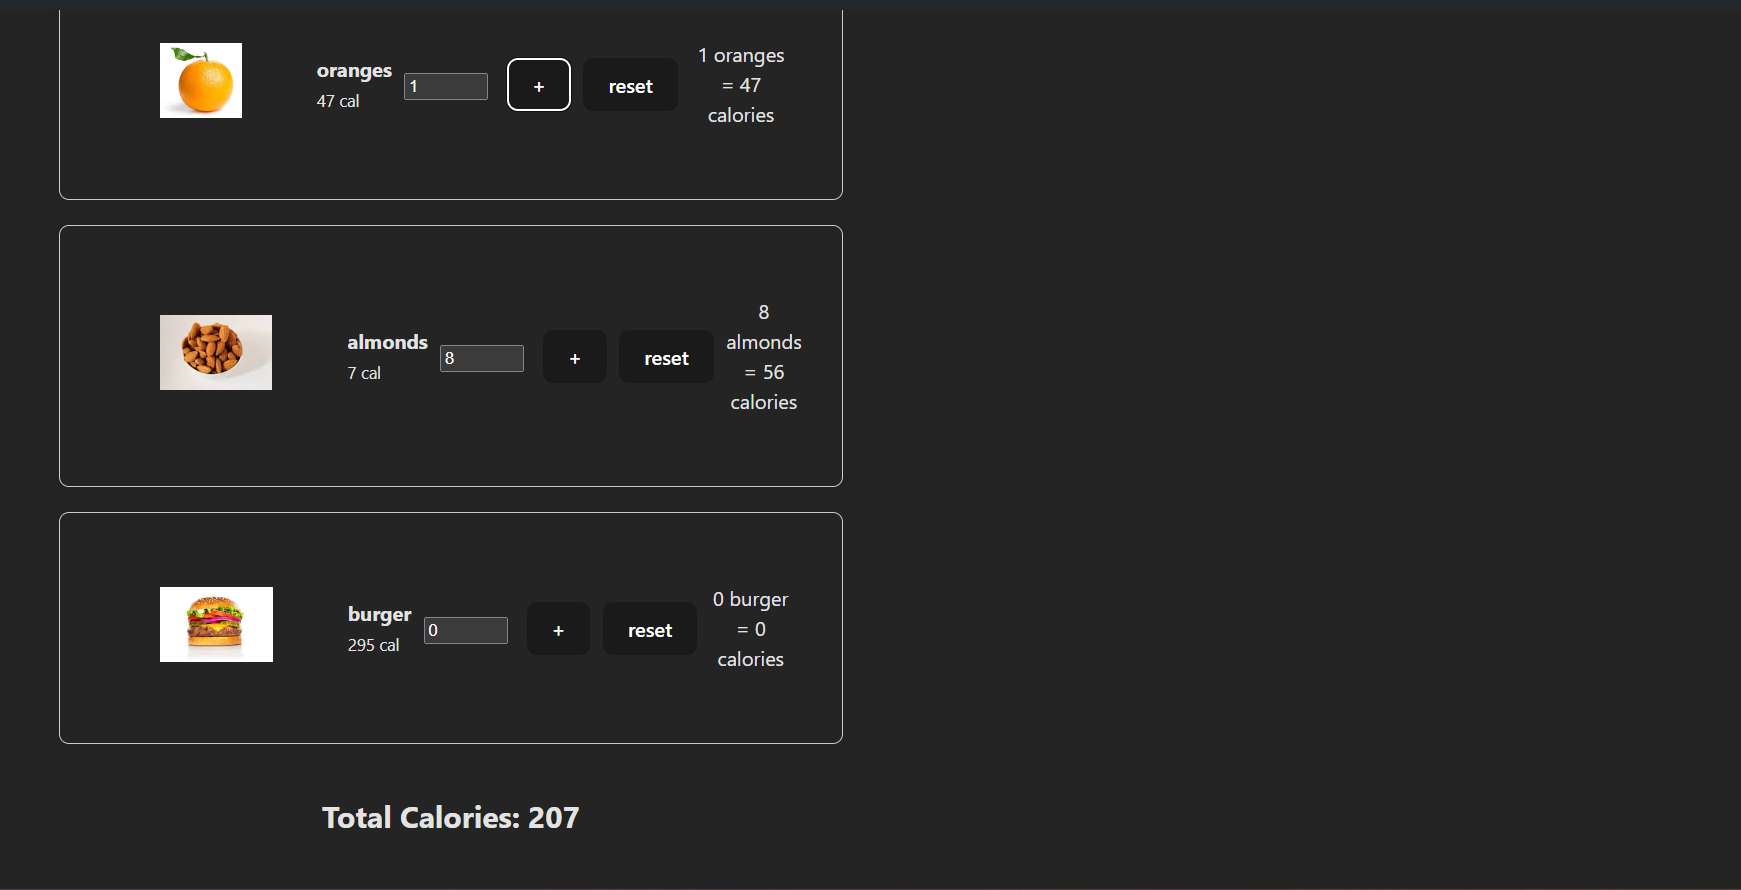 oranges
47 cal
1
+
reset
1 oranges
= 47
calories
almonds
7 cal
8
+
reset
8
almonds
= 56
calories
burger
295 cal
0
+
reset
0 burger
= 0
calories
Total Calories: 207